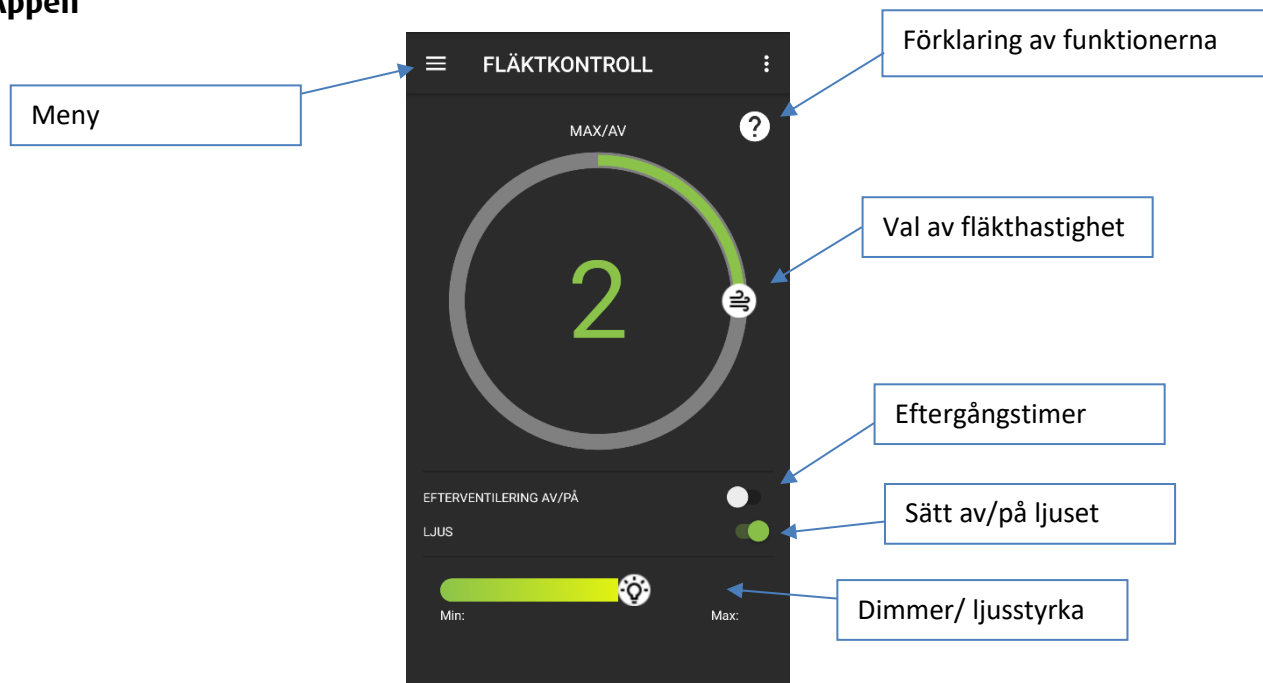 Appen
Förklaring av funktionerna
FLÄKTKONTROLL
Meny
MAX/AV
?
Val av fläkthastighet
2
Eftergångstimer
EFTERVENTILERING AV/PÅ
Sätt av/på ljuset
LJUS
Dimmer/ ljusstyrka
Min:
Max: